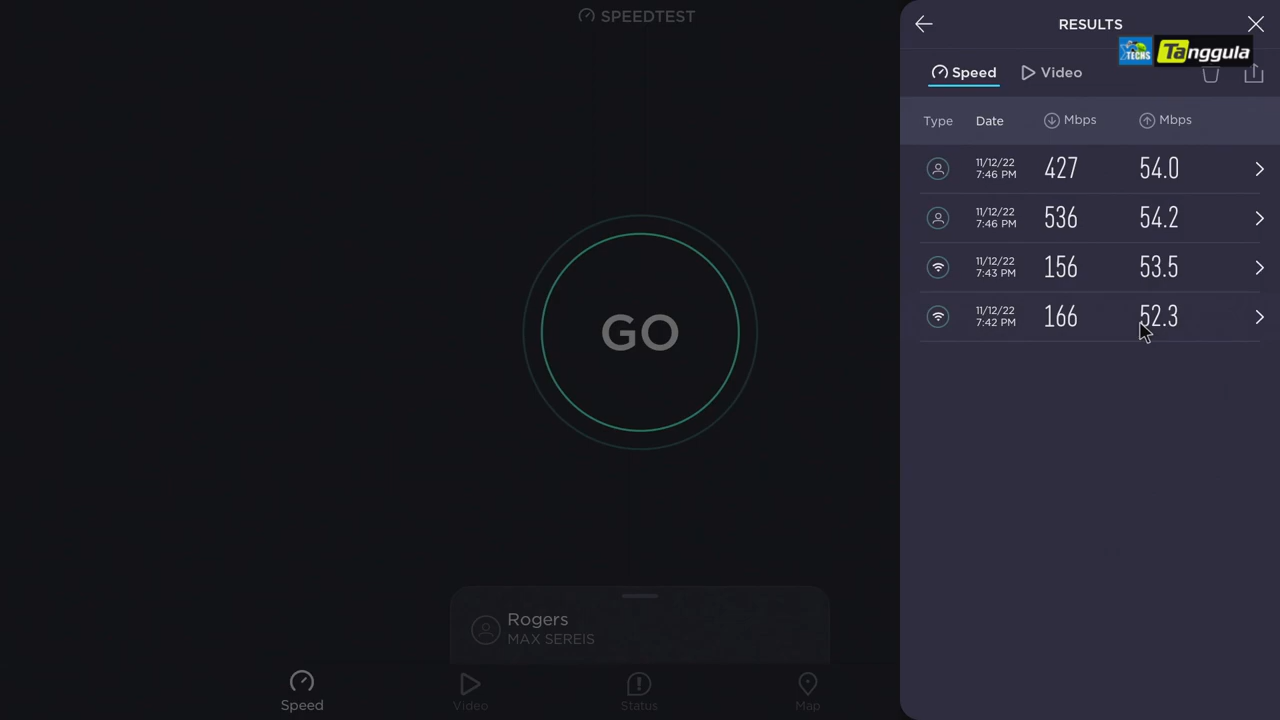 SPEEDTEST
GO
Rogers
MAX SEREIS
Speed
Video
Status
Map
RESULTS
TECHS Tanggula
Speed Video
Type Date Mbps Mbps
11/12/22
7:46 PM 427 54.0
11/12/22
7:46 PM 536 54.2
11/12/22
7:43 PM 156 53.5
11/12/22
7:42 PM 166 52.3